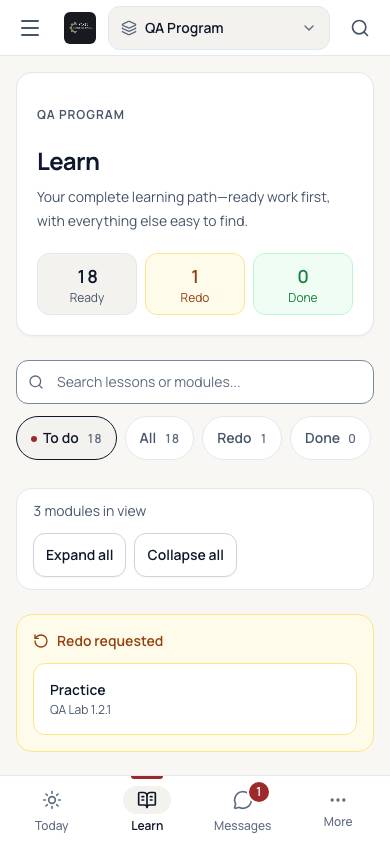 QA Program
QA PROGRAM
Learn
Your complete learning path—ready work first,
with everything else easy to find.
18
Ready
1
Redo
0
Done
Search lessons or modules...
To do 18
All 18
Redo 1
Done 0
3 modules in view
Expand all
Collapse all
Redo requested
Practice
QA Lab 1.2.1
1
Today
Learn
Messages
More